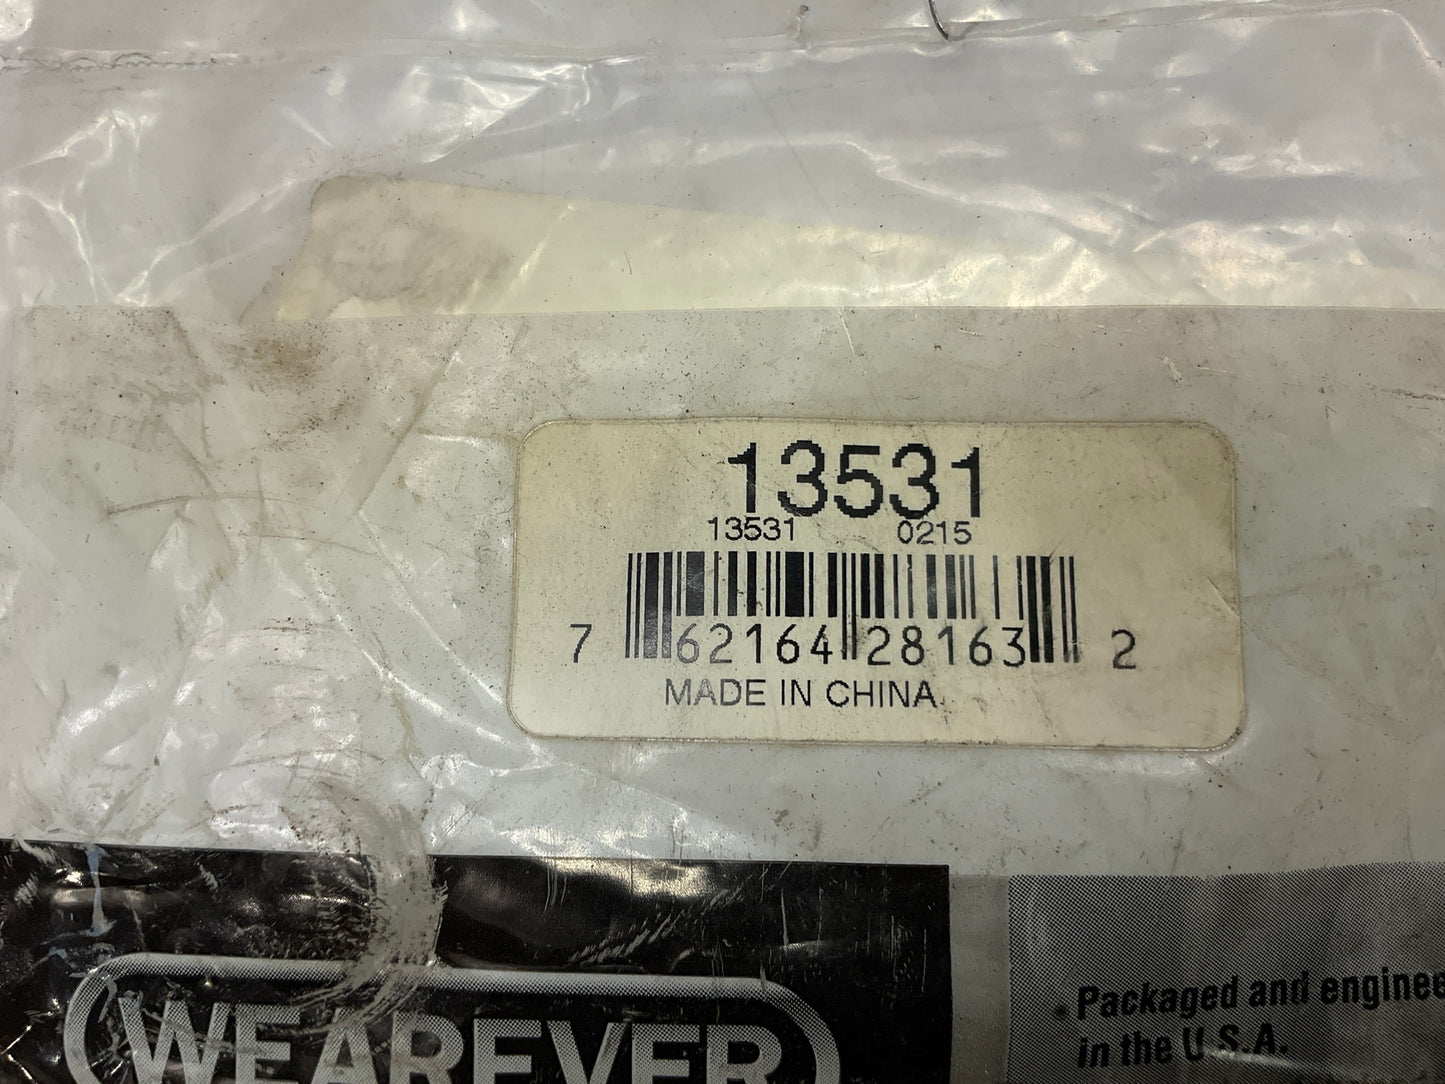 13531
13531 0215
7 62164 28163 2
MADE IN CHINA
WEAREVER
Packaged and enginee
in the U.S.A.